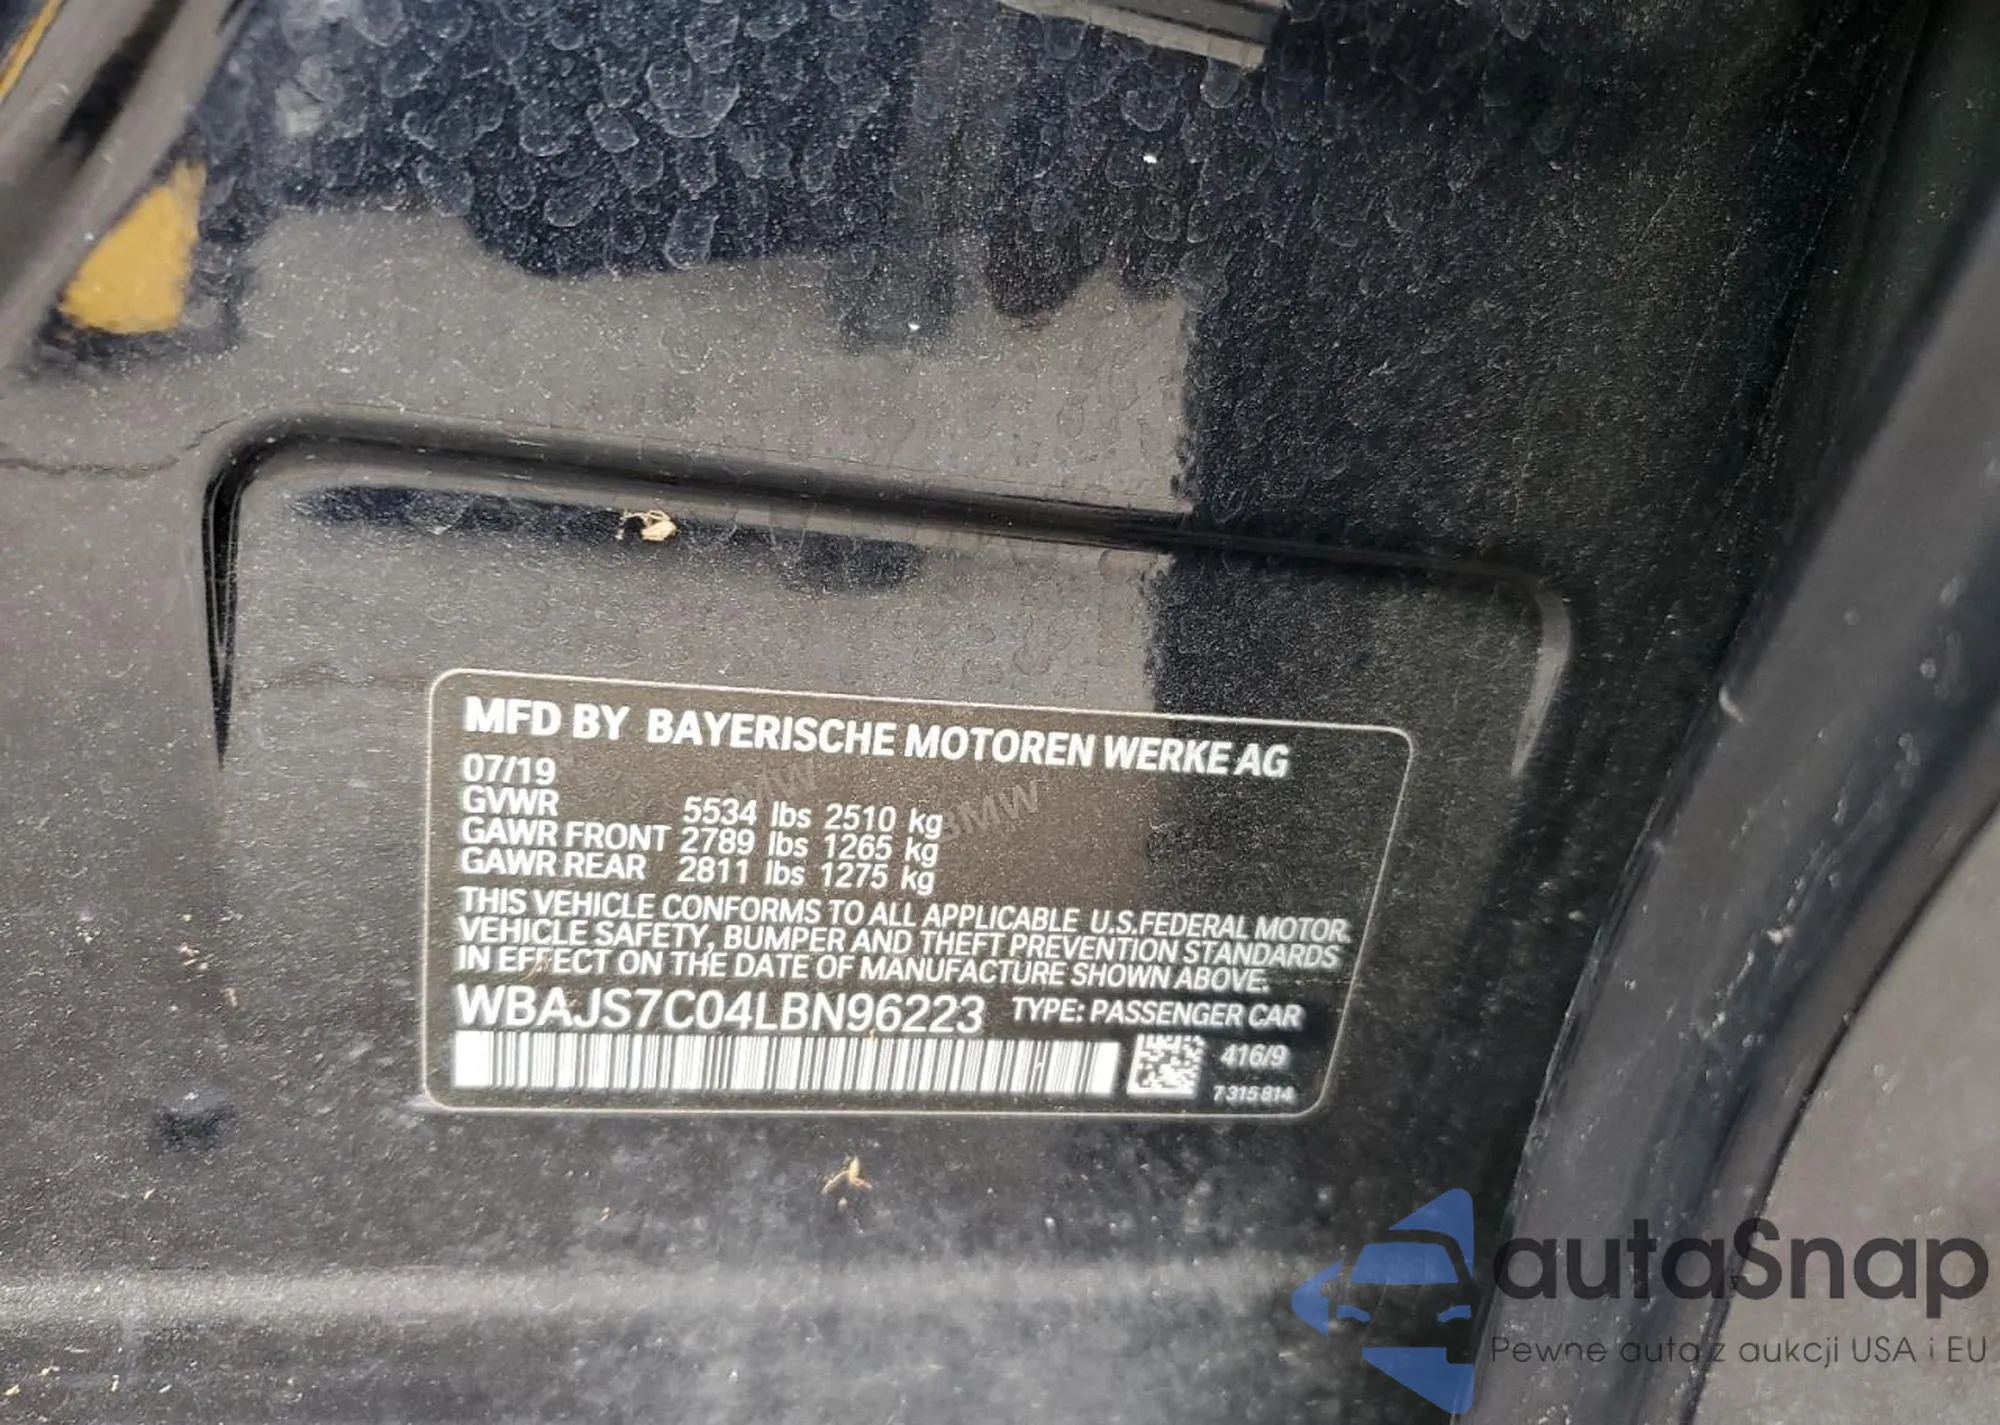 MFD BY BAYERISCHE MOTOREN WERKE AG
07/19
GVWR 5534 lbs 2510 kg
GAWR FRONT 2789 lbs 1265 kg
GAWR REAR 2811 lbs 1275 kg
THIS VEHICLE CONFORMS TO ALL APPLICABLE U.S.FEDERAL MOTOR
VEHICLE SAFETY, BUMPER AND THEFT PREVENTION STANDARDS
IN EFFECT ON THE DATE OF MANUFACTURE SHOWN ABOVE.
WBAJS7C04LBN96223 TYPE: PASSENGER CAR
416/9
7 315 814
BMW
BMW
autaSnap
Pewne auta z aukcji USA i EU